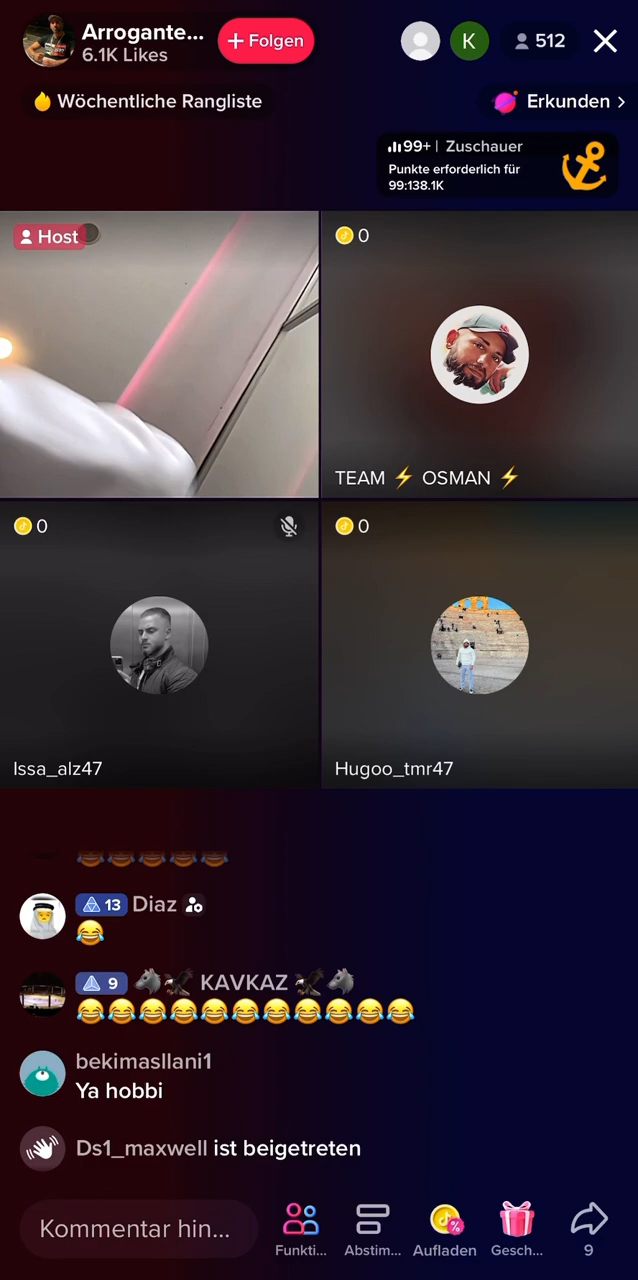 Arrogante...
6.1K Likes
+ Folgen
K
512
Wöchentliche Rangliste
Erkunden >
99+ | Zuschauer
Punkte erforderlich für
99:138.1K
Host
0
TEAM ⚡ OSMAN ⚡
0
Issa_alz47
0
Hugoo_tmr47
😂😂😂😂😂
13 Diaz
😂
9 🐴🦅 KAVKAZ 🦅🐴
😂😂😂😂😂😂😂😂😂😂😂
bekimasllani1
Ya hobbi
Ds1_maxwell ist beigetreten
Kommentar hin...
Funkti...
Abstim...
Aufladen
Gesch...
9